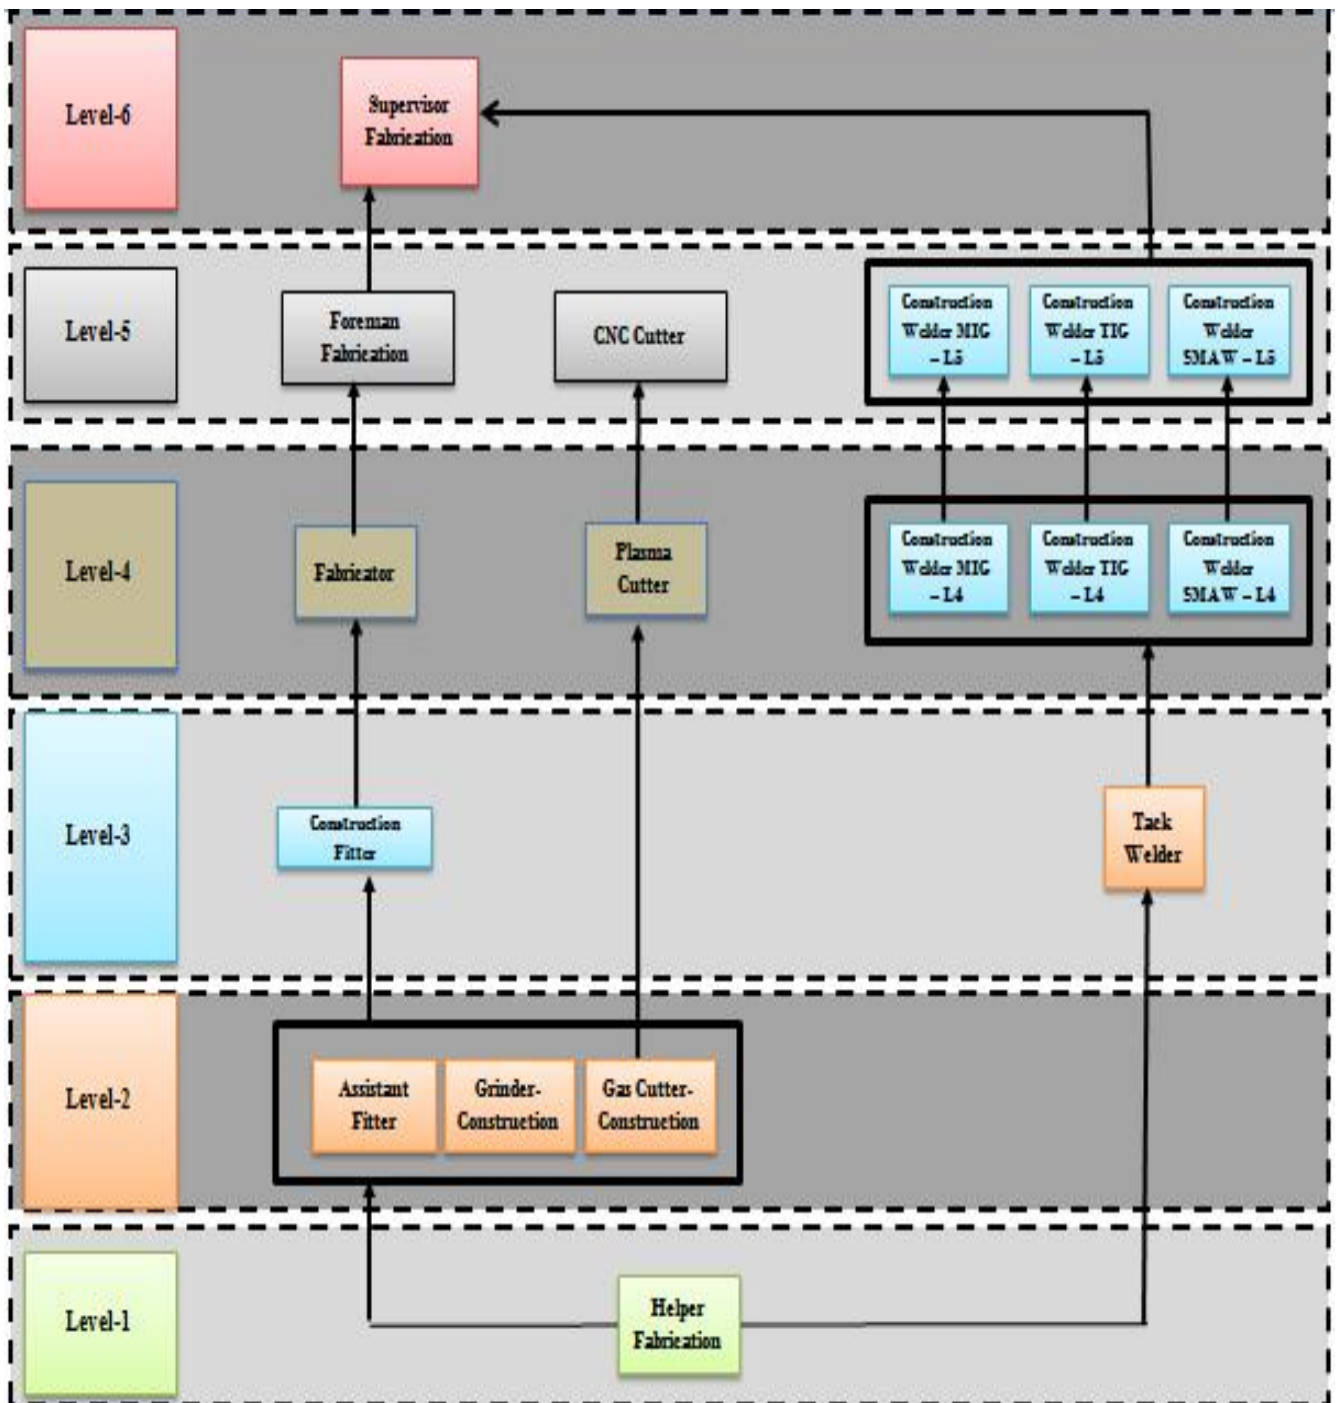 Level-6
Supervisor
Fabrication
Level-5
Foreman
Fabrication
CNC Cutter
Construction
Welder MIG
– L5
Construction
Welder TIG
– L5
Construction
Welder
SMAW – L5
Level-4
Fabricator
Plasma
Cutter
Construction
Welder MIG
– L4
Construction
Welder TIG
– L4
Construction
Welder
SMAW – L4
Level-3
Construction
Fitter
Tack
Welder
Level-2
Assistant
Fitter
Grinder-
Construction
Gas Cutter-
Construction
Level-1
Helper
Fabrication